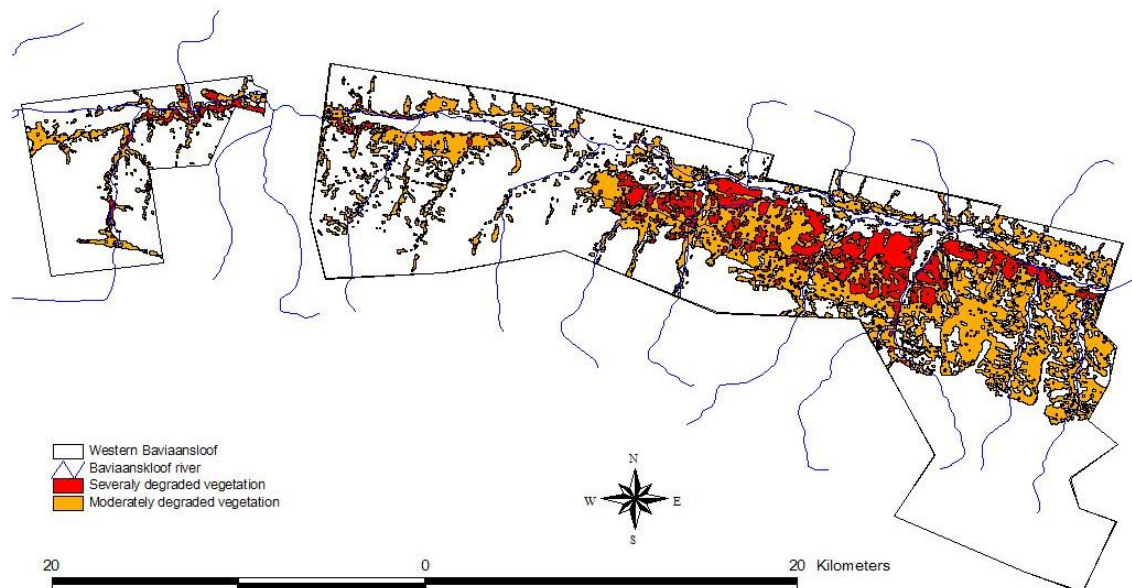 Western Baviaansloof
Baviaanskloof river
Severaly degraded vegetation
Moderately degraded vegetation
N
W E
S
20 0 20 Kilometers